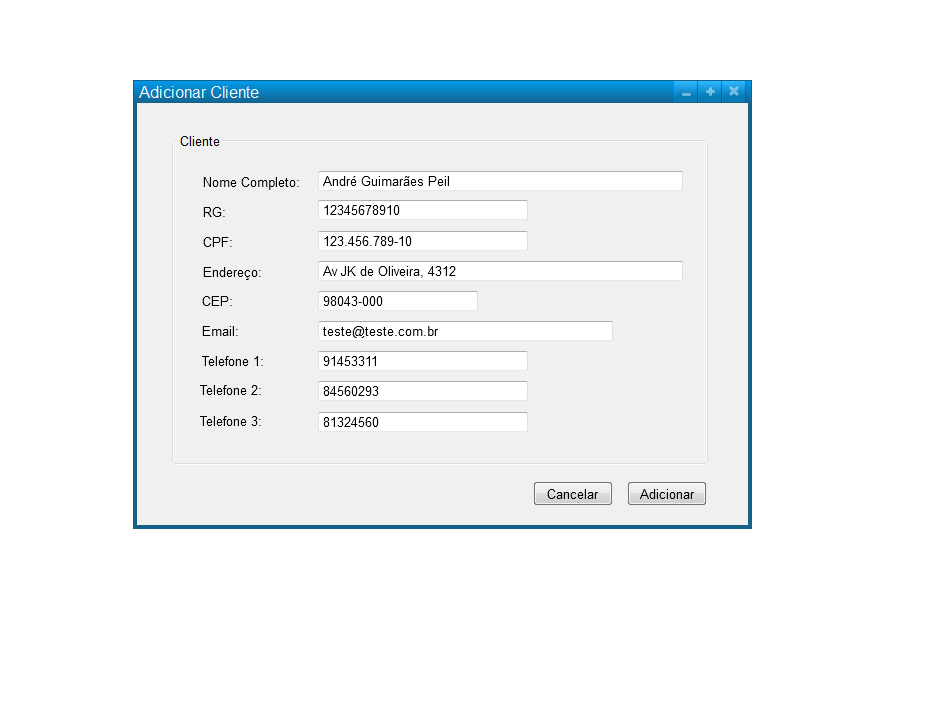 Adicionar Cliente
Cliente
Nome Completo: André Guimarães Peil
RG: 12345678910
CPF: 123.456.789-10
Endereço: Av JK de Oliveira, 4312
CEP: 98043-000
Email: teste@teste.com.br
Telefone 1: 91453311
Telefone 2: 84560293
Telefone 3: 81324560
Cancelar Adicionar